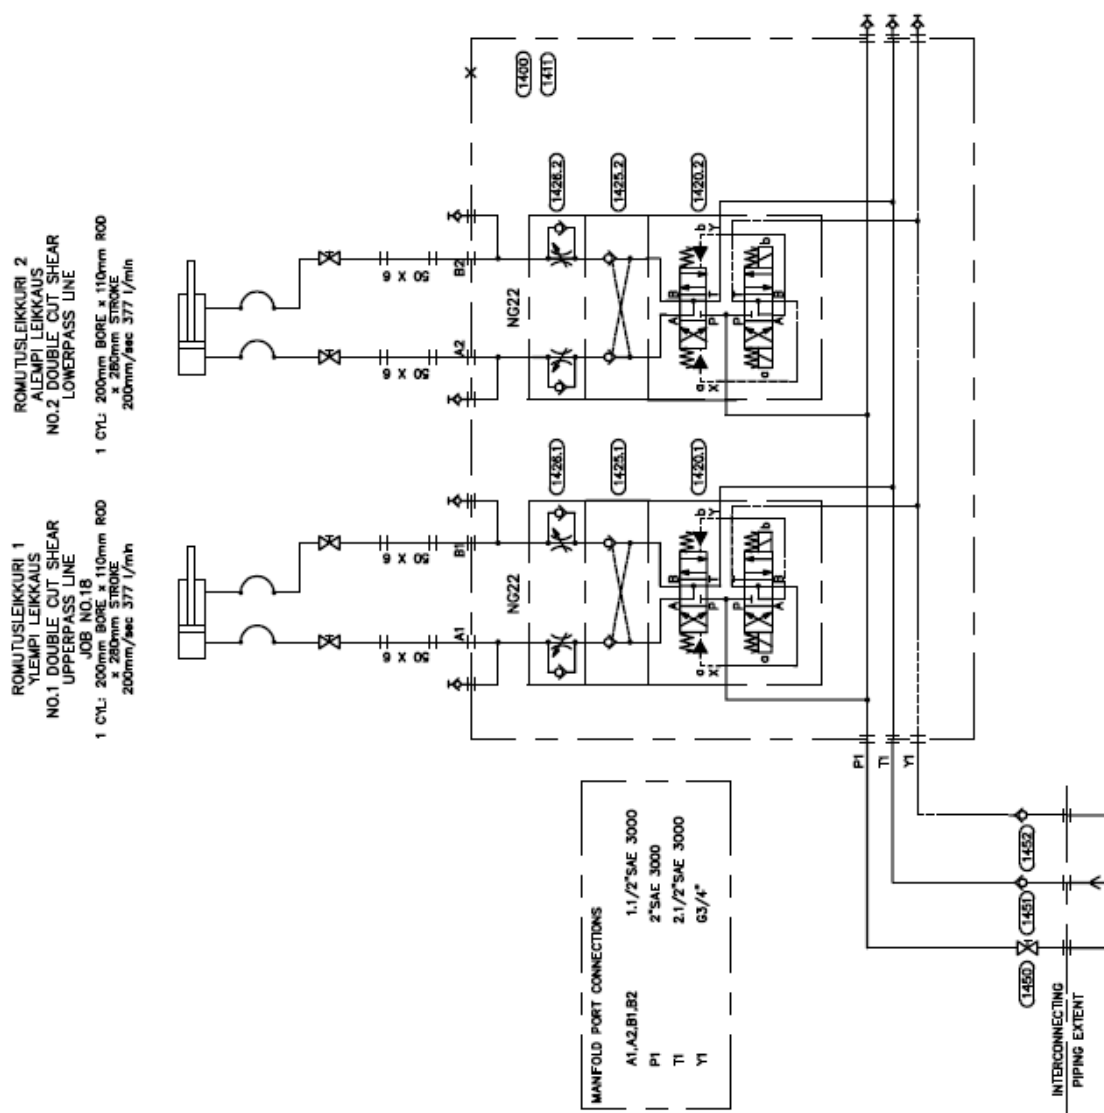 ROMUTUSLEIKKURI 2
ALEMPI LEIKKAUS
NO.2 DOUBLE CUT SHEAR
LOWERPASS LINE
1 CYL: 200mm BORE x 110mm ROD
x 280mm STROKE
200mm/sec 377 l/min
ROMUTUSLEIKKURI 1
YLEMPI LEIKKAUS
NO.1 DOUBLE CUT SHEAR
UPPERPASS LINE
JOB NO.18
1 CYL: 200mm BORE x 110mm ROD
x 280mm STROKE
200mm/sec 377 l/min
1400
1411
50 X 6
50 X 6
B2
A2
NG22
1426.2
1425.2
1420.2
A
B
P
T
a
X
b
Y
P
T
A
B
a
b
50 X 6
50 X 6
B1
A1
NG22
1426.1
1425.1
1420.1
A
B
P
T
a
X
b
Y
P
T
A
B
a
b
P1
T1
Y1
MANIFOLD PORT CONNECTIONS
A1,A2,B1,B2 1.1/2"SAE 3000
P1 2"SAE 3000
T1 2.1/2"SAE 3000
Y1 G3/4"
1450
1451
1452
INTERCONNECTING
PIPING EXTENT